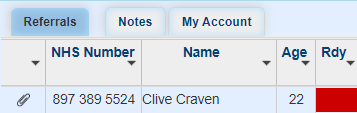 Referrals Notes My Account
NHS Number Name Age Rdy
897 389 5524 Clive Craven 22